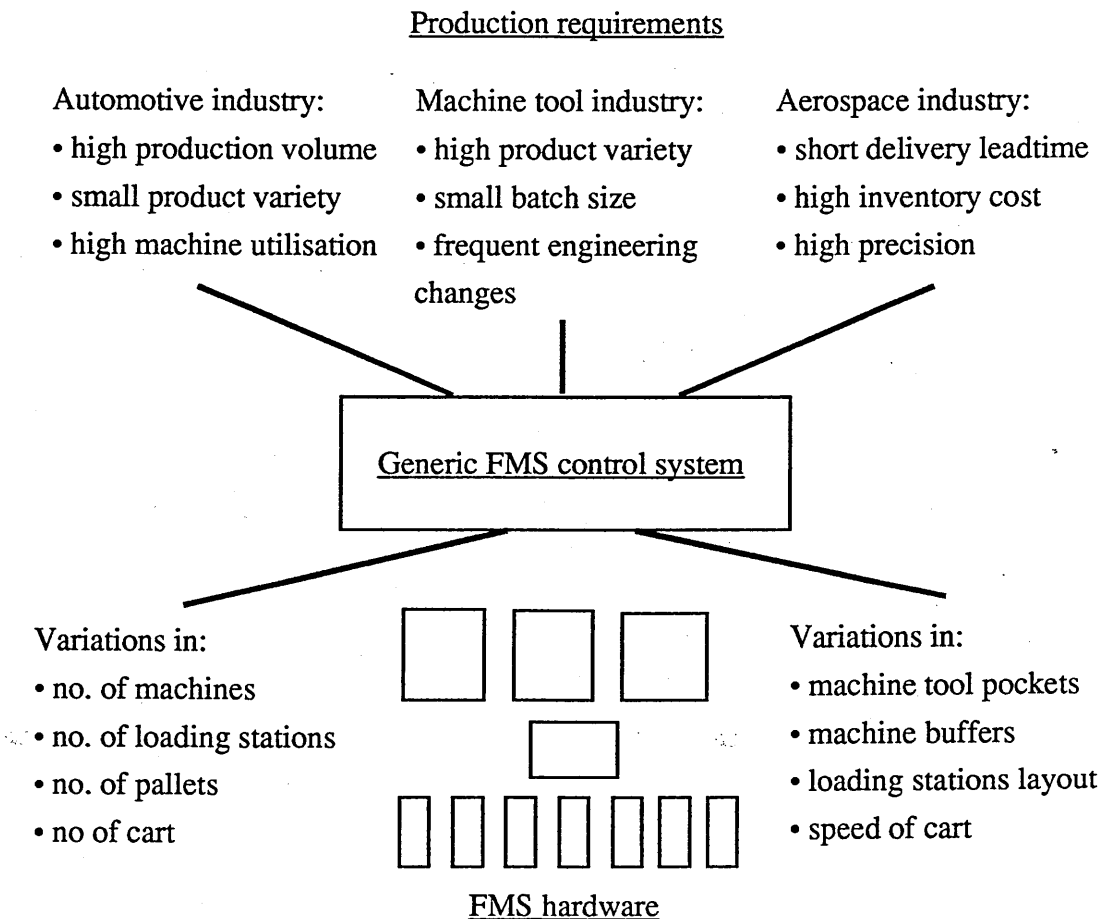 Production requirements
Automotive industry:
• high production volume
• small product variety
• high machine utilisation
Machine tool industry:
• high product variety
• small batch size
• frequent engineering
changes
Aerospace industry:
• short delivery leadtime
• high inventory cost
• high precision
Generic FMS control system
Variations in:
• no. of machines
• no. of loading stations
• no. of pallets
• no of cart
Variations in:
• machine tool pockets
• machine buffers
• loading stations layout
• speed of cart
FMS hardware